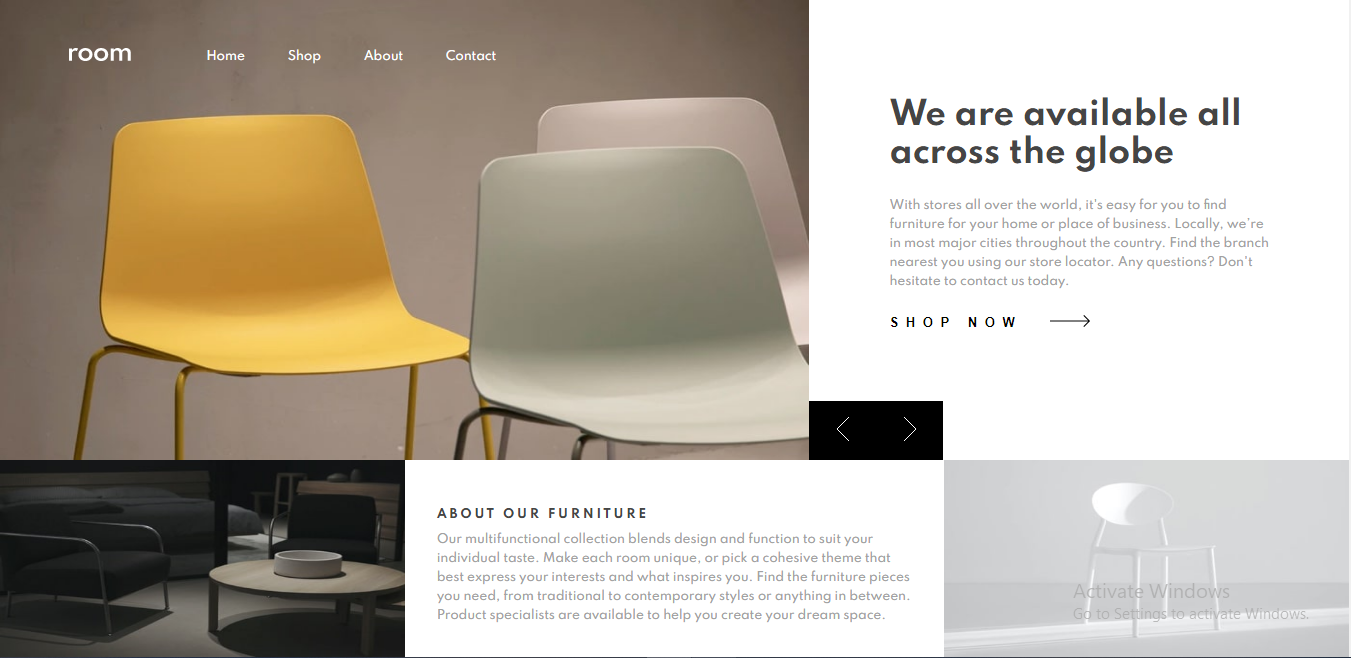 room
Home Shop About Contact
We are available all
across the globe
With stores all over the world, it's easy for you to find
furniture for your home or place of business. Locally, we're
in most major cities throughout the country. Find the branch
nearest you using our store locator. Any questions? Don't
hesitate to contact us today.
SHOP NOW
ABOUT OUR FURNITURE
Our multifunctional collection blends design and function to suit your
individual taste. Make each room unique, or pick a cohesive theme that
best express your interests and what inspires you. Find the furniture pieces
you need, from traditional to contemporary styles or anything in between.
Product specialists are available to help you create your dream space.
Activate Windows
Go to Settings to activate Windows.